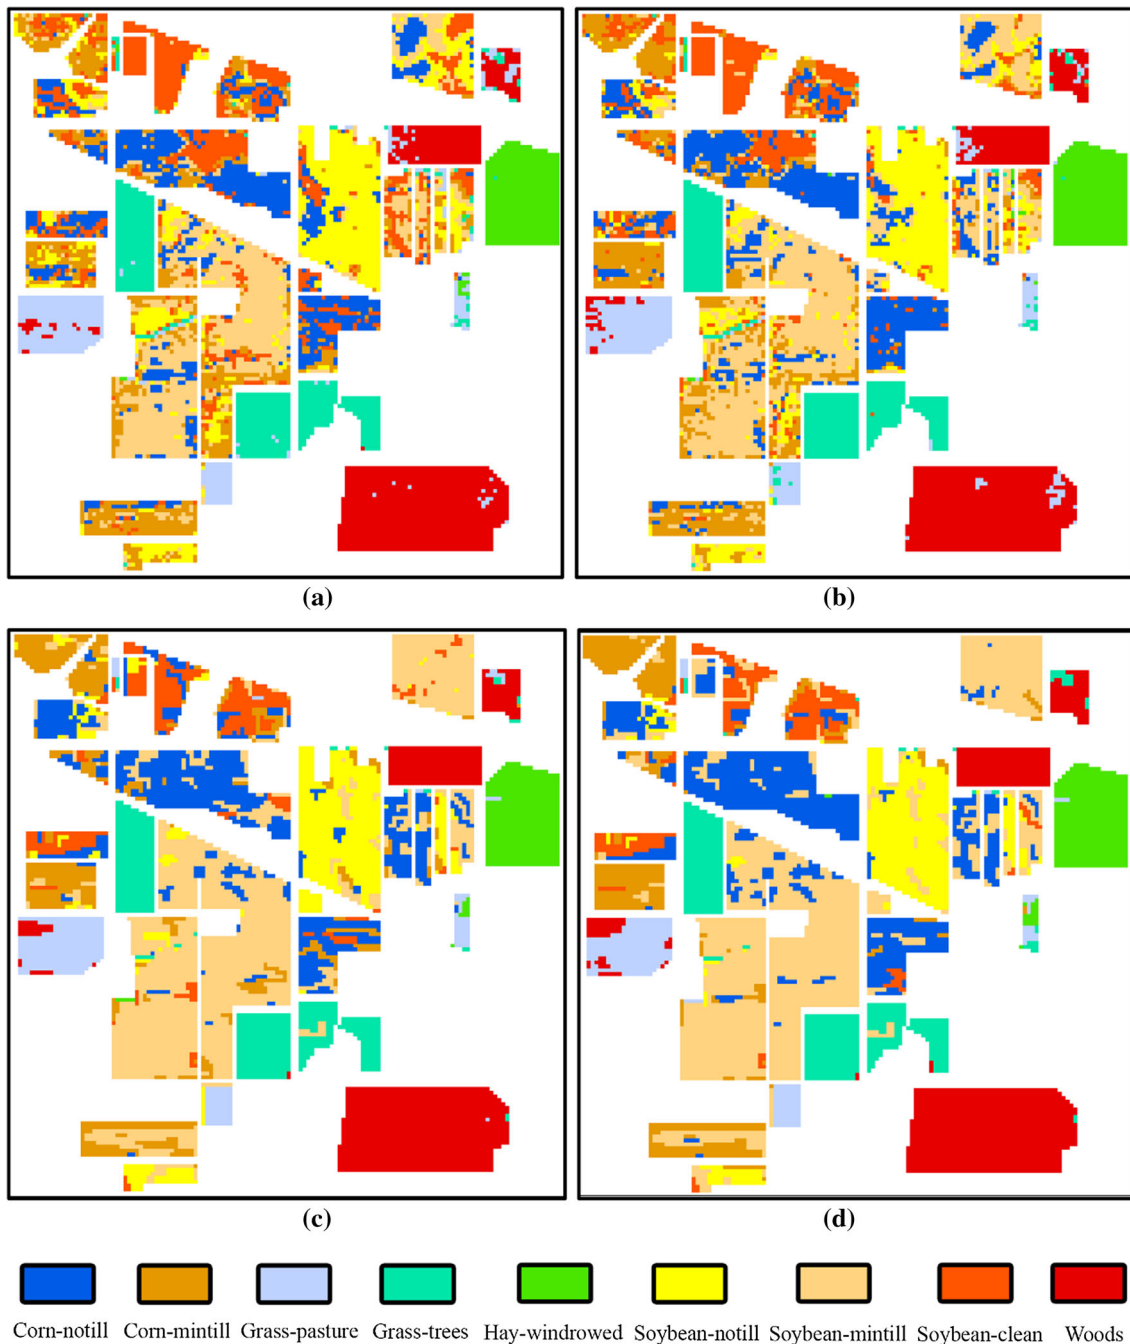 (a) (b)
(c) (d)
Corn-notill Corn-mintill Grass-pasture Grass-trees Hay-windrowed Soybean-notill Soybean-mintill Soybean-clean Woods